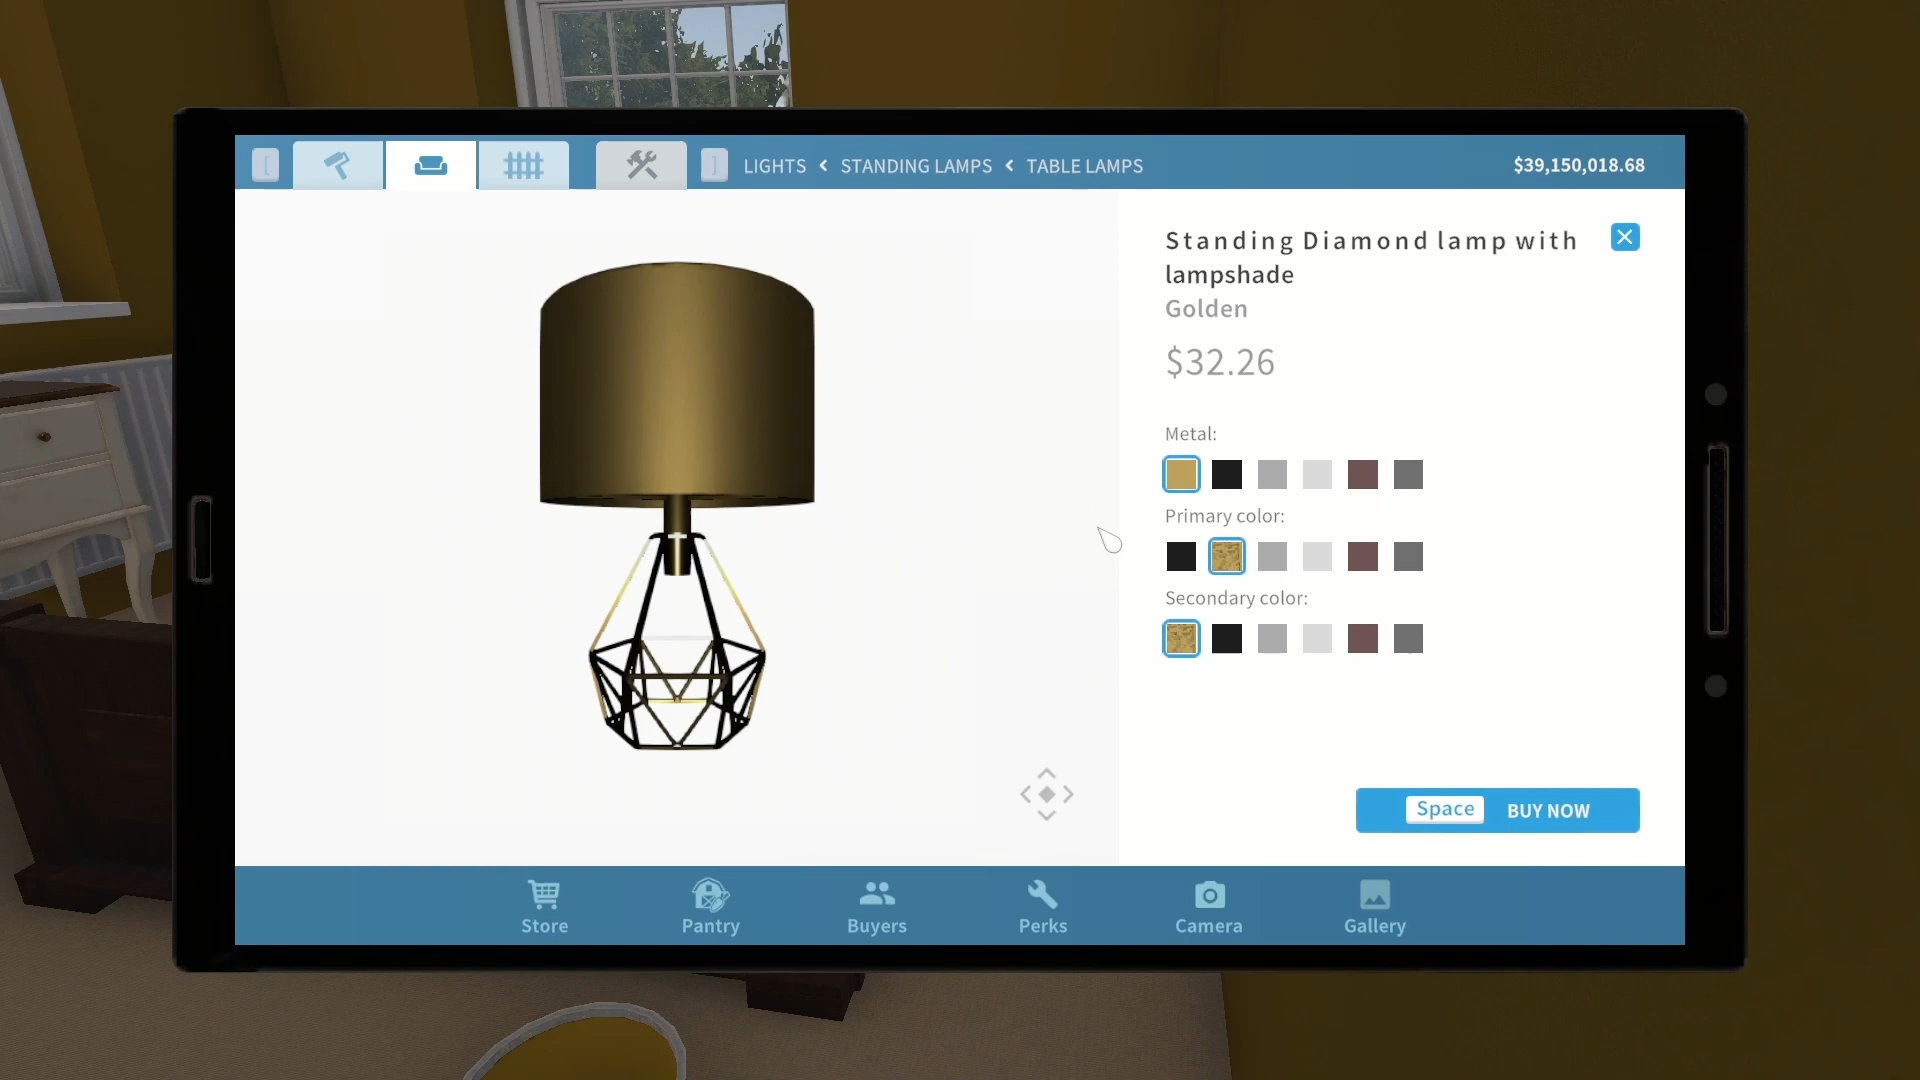 [
]
LIGHTS < STANDING LAMPS < TABLE LAMPS
$39,150,018.68
Standing Diamond lamp with
lampshade
Golden
$32.26
Metal:
Primary color:
Secondary color:
Space BUY NOW
Store
Pantry
Buyers
Perks
Camera
Gallery